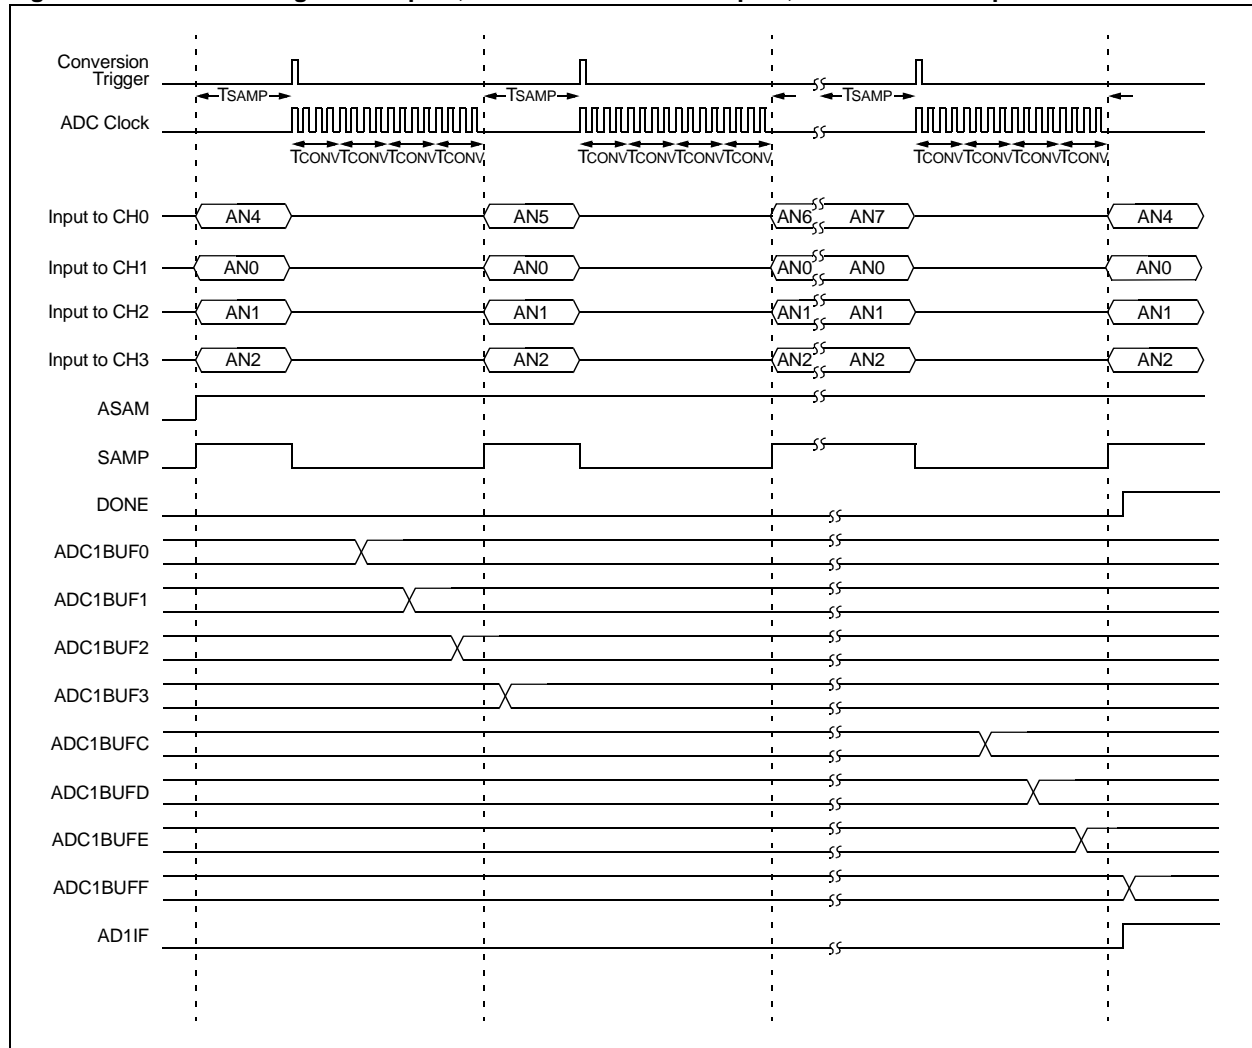 Conversion
Trigger
TSAMP TSAMP TSAMP
ADC Clock
TCONV TCONV TCONV TCONV TCONV TCONV TCONV TCONV TCONV TCONV TCONV TCONV
Input to CH0 AN4 AN5 AN6 AN7 AN4
Input to CH1 AN0 AN0 AN0 AN0 AN0
Input to CH2 AN1 AN1 AN1 AN1 AN1
Input to CH3 AN2 AN2 AN2 AN2 AN2
ASAM
SAMP
DONE
ADC1BUF0
ADC1BUF1
ADC1BUF2
ADC1BUF3
ADC1BUFC
ADC1BUFD
ADC1BUFE
ADC1BUFF
AD1IF